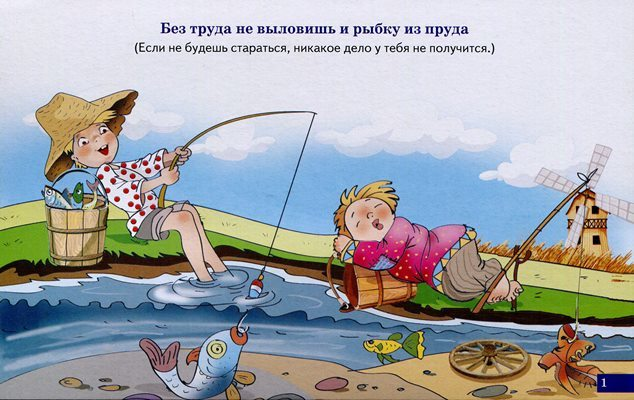 Без труда не выловишь и рыбку из пруда
(Если не будешь стараться, никакое дело у тебя не получится.)
1